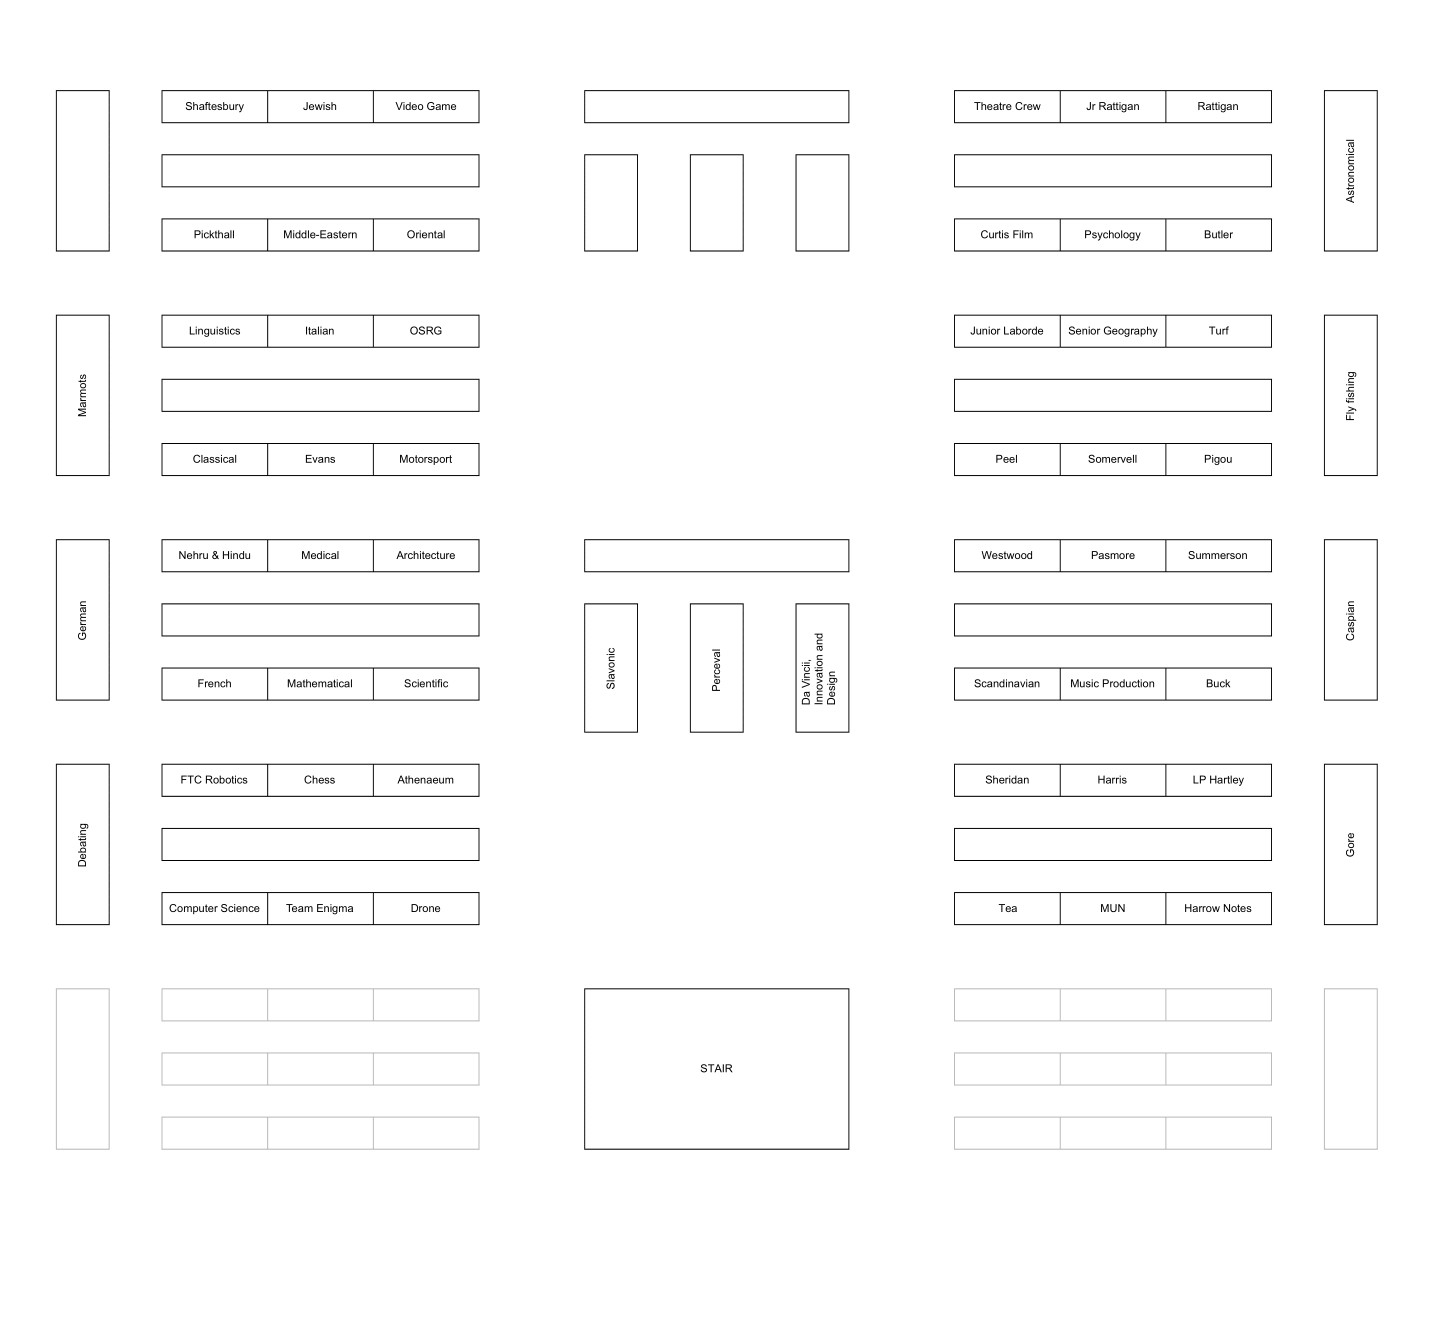 Shaftesbury
Jewish
Video Game
Theatre Crew
Jr Rattigan
Rattigan
Astronomical
Pickthall
Middle-Eastern
Oriental
Curtis Film
Psychology
Butler
Linguistics
Italian
OSRG
Junior Laborde
Senior Geography
Turf
Marmots
Fly fishing
Classical
Evans
Motorsport
Peel
Somervell
Pigou
Nehru & Hindu
Medical
Architecture
Westwood
Pasmore
Summerson
German
Slavonic
Perceval
Da Vincii,
Innovation and
Design
Caspian
French
Mathematical
Scientific
Scandinavian
Music Production
Buck
FTC Robotics
Chess
Athenaeum
Sheridan
Harris
LP Hartley
Debating
Gore
Computer Science
Team Enigma
Drone
Tea
MUN
Harrow Notes
STAIR